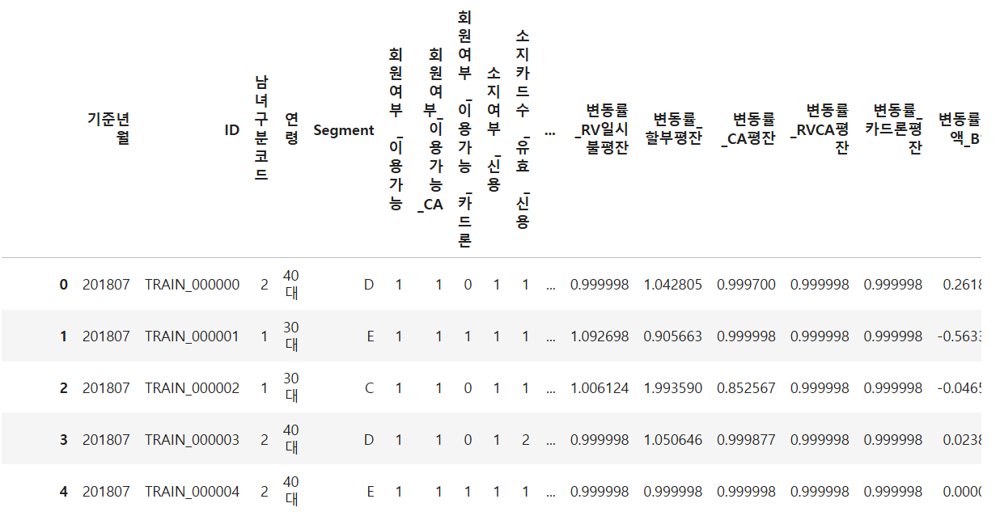 기준년월 ID 남녀구분코드 연령 Segment 회원여부_이용가능 회원여부_이용가능_CA 회원여부_이용가능_카드론 소지여부_신용 소지카드수_유효_신용 ... 변동률_RV일시불평잔 변동률_할부평잔 변동률_CA평잔 변동률_RVCA평잔 변동률_카드론평잔 변동률 액_B
0 201807 TRAIN_000000 2 40대 D 1 1 0 1 1 ... 0.999998 1.042805 0.999700 0.999998 0.999998 0.2618
1 201807 TRAIN_000001 1 30대 E 1 1 1 1 1 ... 1.092698 0.905663 0.999998 0.999998 0.999998 -0.5633
2 201807 TRAIN_000002 1 30대 C 1 1 0 1 1 ... 1.006124 1.993590 0.852567 0.999998 0.999998 -0.0465
3 201807 TRAIN_000003 2 40대 D 1 1 0 1 2 ... 0.999998 1.050646 0.999877 0.999998 0.999998 0.0238
4 201807 TRAIN_000004 2 40대 E 1 1 1 1 1 ... 0.999998 0.999998 0.999998 0.999998 0.999998 0.0000